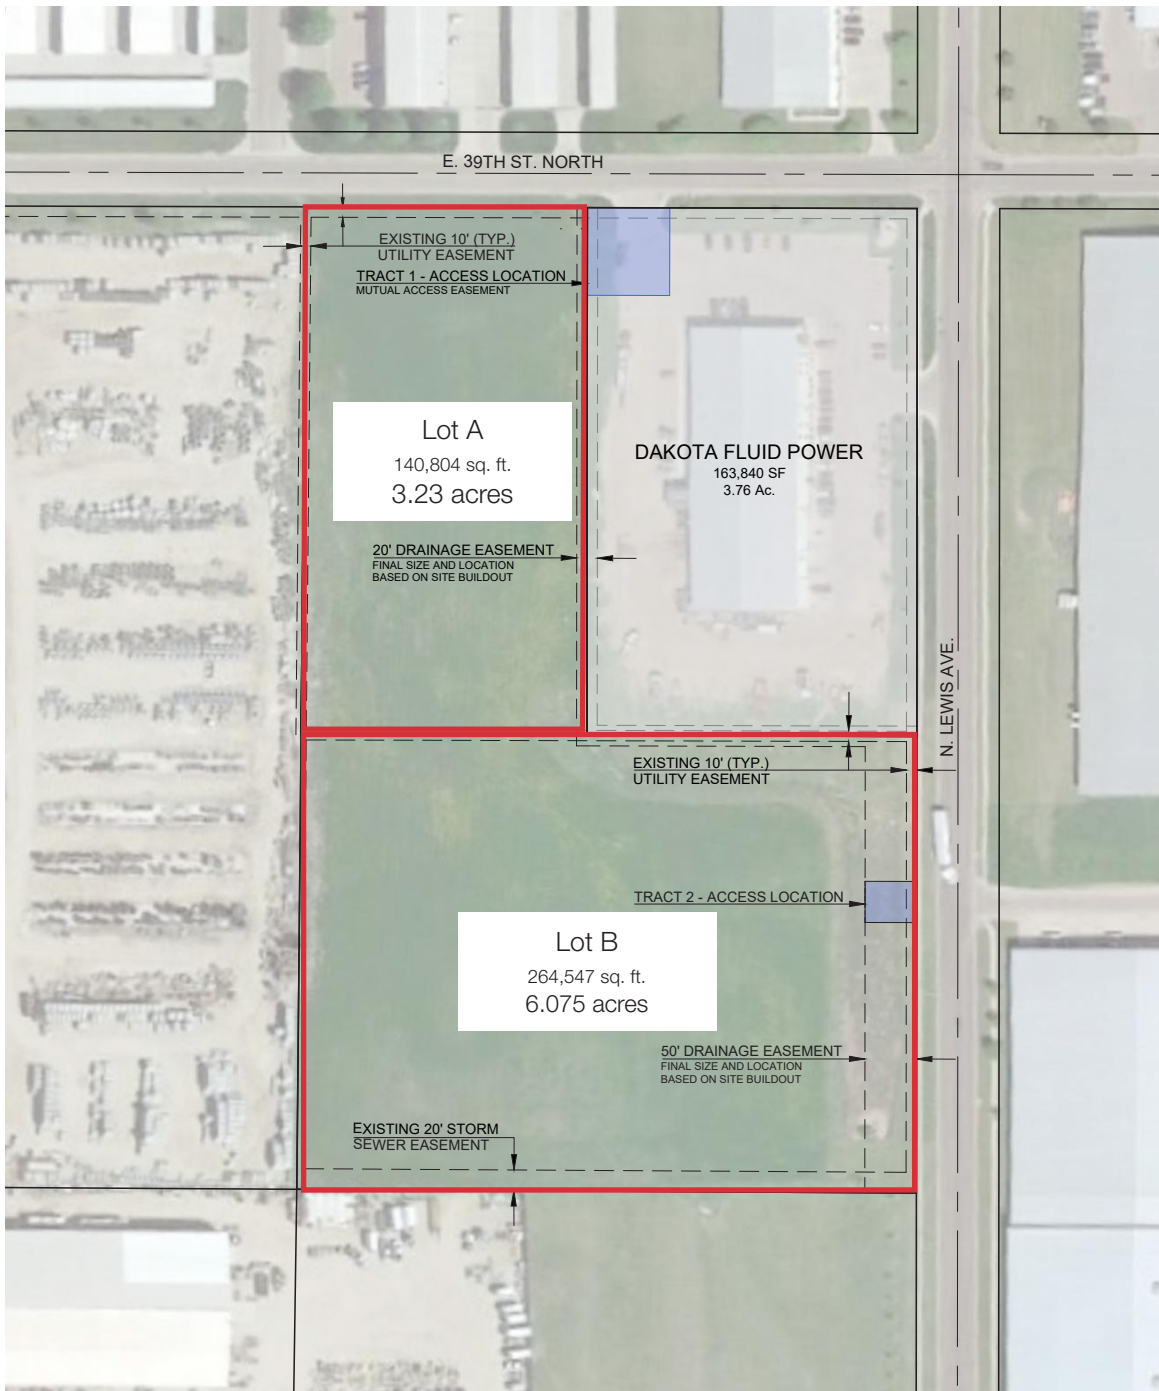 E. 39TH ST. NORTH
EXISTING 10' (TYP.)
UTILITY EASEMENT
TRACT 1 - ACCESS LOCATION
MUTUAL ACCESS EASEMENT
Lot A
140,804 sq. ft.
3.23 acres
DAKOTA FLUID POWER
163,840 SF
3.76 Ac.
20' DRAINAGE EASEMENT
FINAL SIZE AND LOCATION
BASED ON SITE BUILDOUT
N. LEWIS AVE.
EXISTING 10' (TYP.)
UTILITY EASEMENT
TRACT 2 - ACCESS LOCATION
Lot B
264,547 sq. ft.
6.075 acres
50' DRAINAGE EASEMENT
FINAL SIZE AND LOCATION
BASED ON SITE BUILDOUT
EXISTING 20' STORM
SEWER EASEMENT